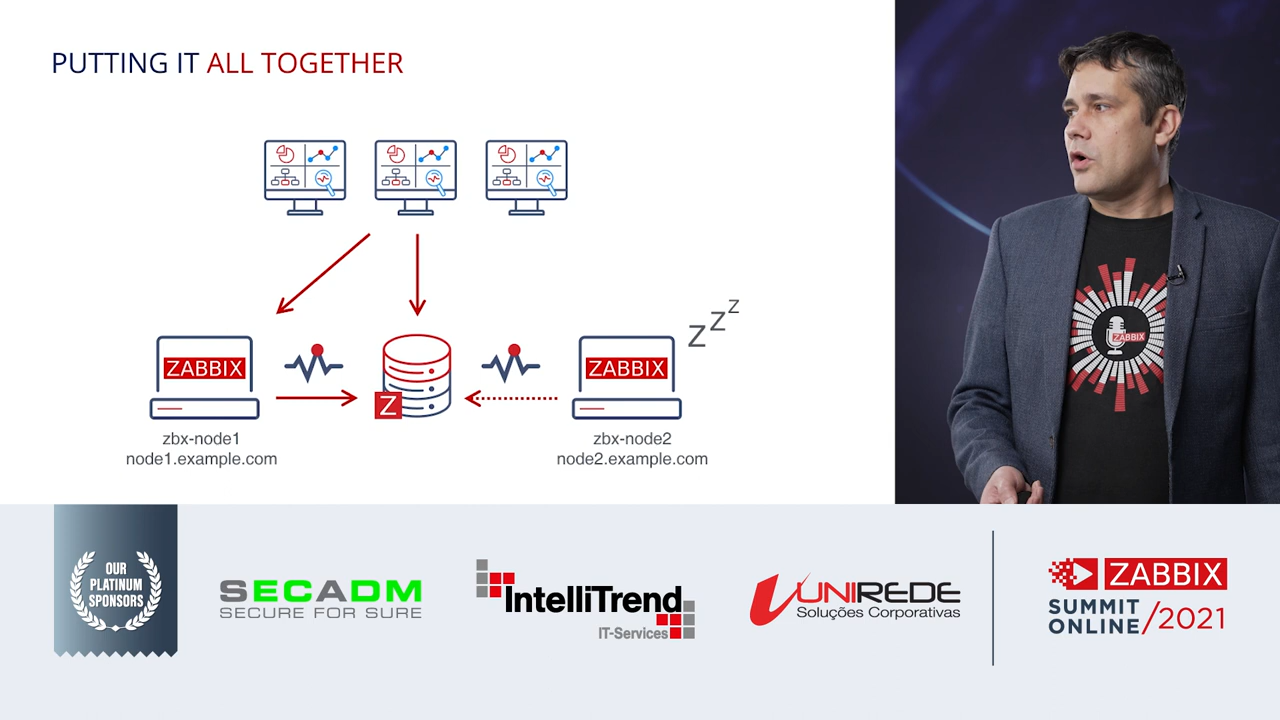 PUTTING IT ALL TOGETHER
z
z
z
ZABBIX
ZABBIX
Z
zbx-node1
node1.example.com
zbx-node2
node2.example.com
ZABBIX
OUR
PLATINUM
SPONSORS
SECADM
SECURE FOR SURE
IntelliTrend
IT-Services
UNIREDE
Soluções Corporativas
ZABBIX
SUMMIT
ONLINE/2021